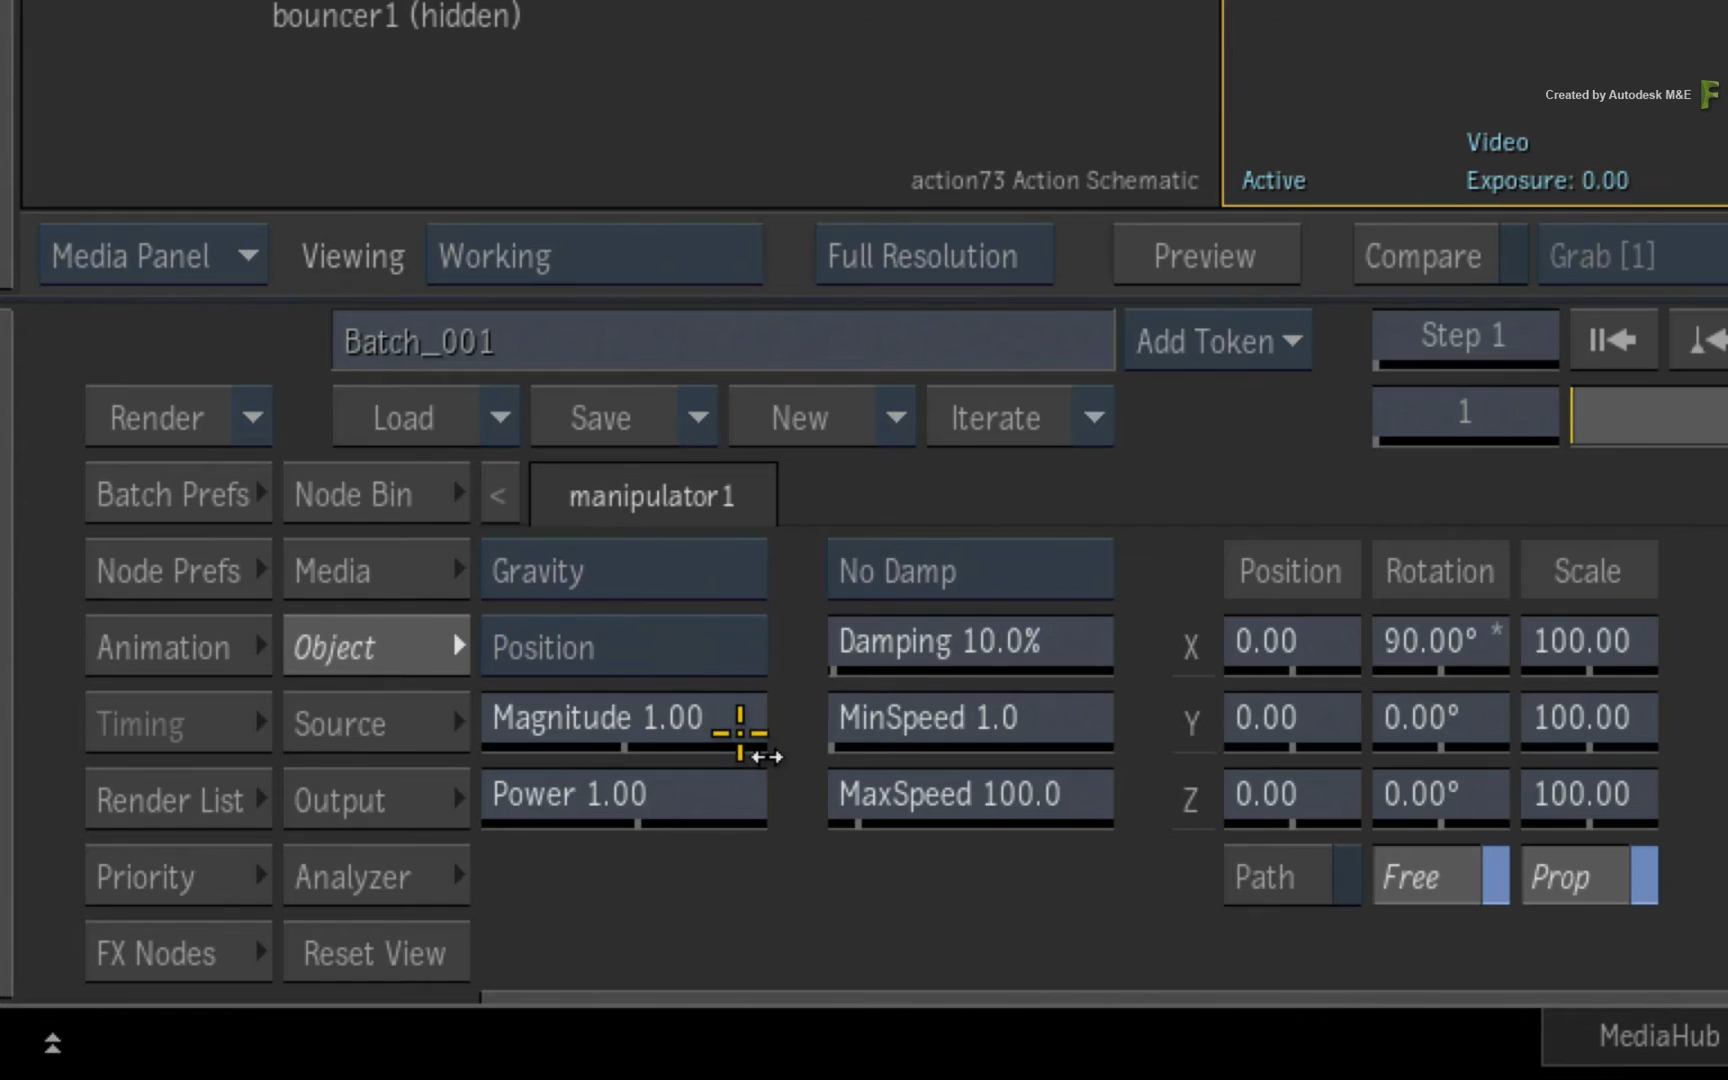 bouncer1 (hidden)
Created by Autodesk M&E
Video
action73 Action Schematic
Active
Exposure: 0.00
Media Panel
Viewing
Working
Full Resolution
Preview
Compare
Grab [1]
Batch_001
Add Token
Step 1
Render
Load
Save
New
Iterate
1
Batch Prefs
Node Bin
<
manipulator1
Node Prefs
Media
Gravity
No Damp
Position
Rotation
Scale
Animation
Object
Position
Damping 10.0%
X
0.00
90.00° *
100.00
Timing
Source
Magnitude 1.00
MinSpeed 1.0
Y
0.00
0.00°
100.00
Render List
Output
Power 1.00
MaxSpeed 100.0
Z
0.00
0.00°
100.00
Priority
Analyzer
Path
Free
Prop
FX Nodes
Reset View
MediaHub